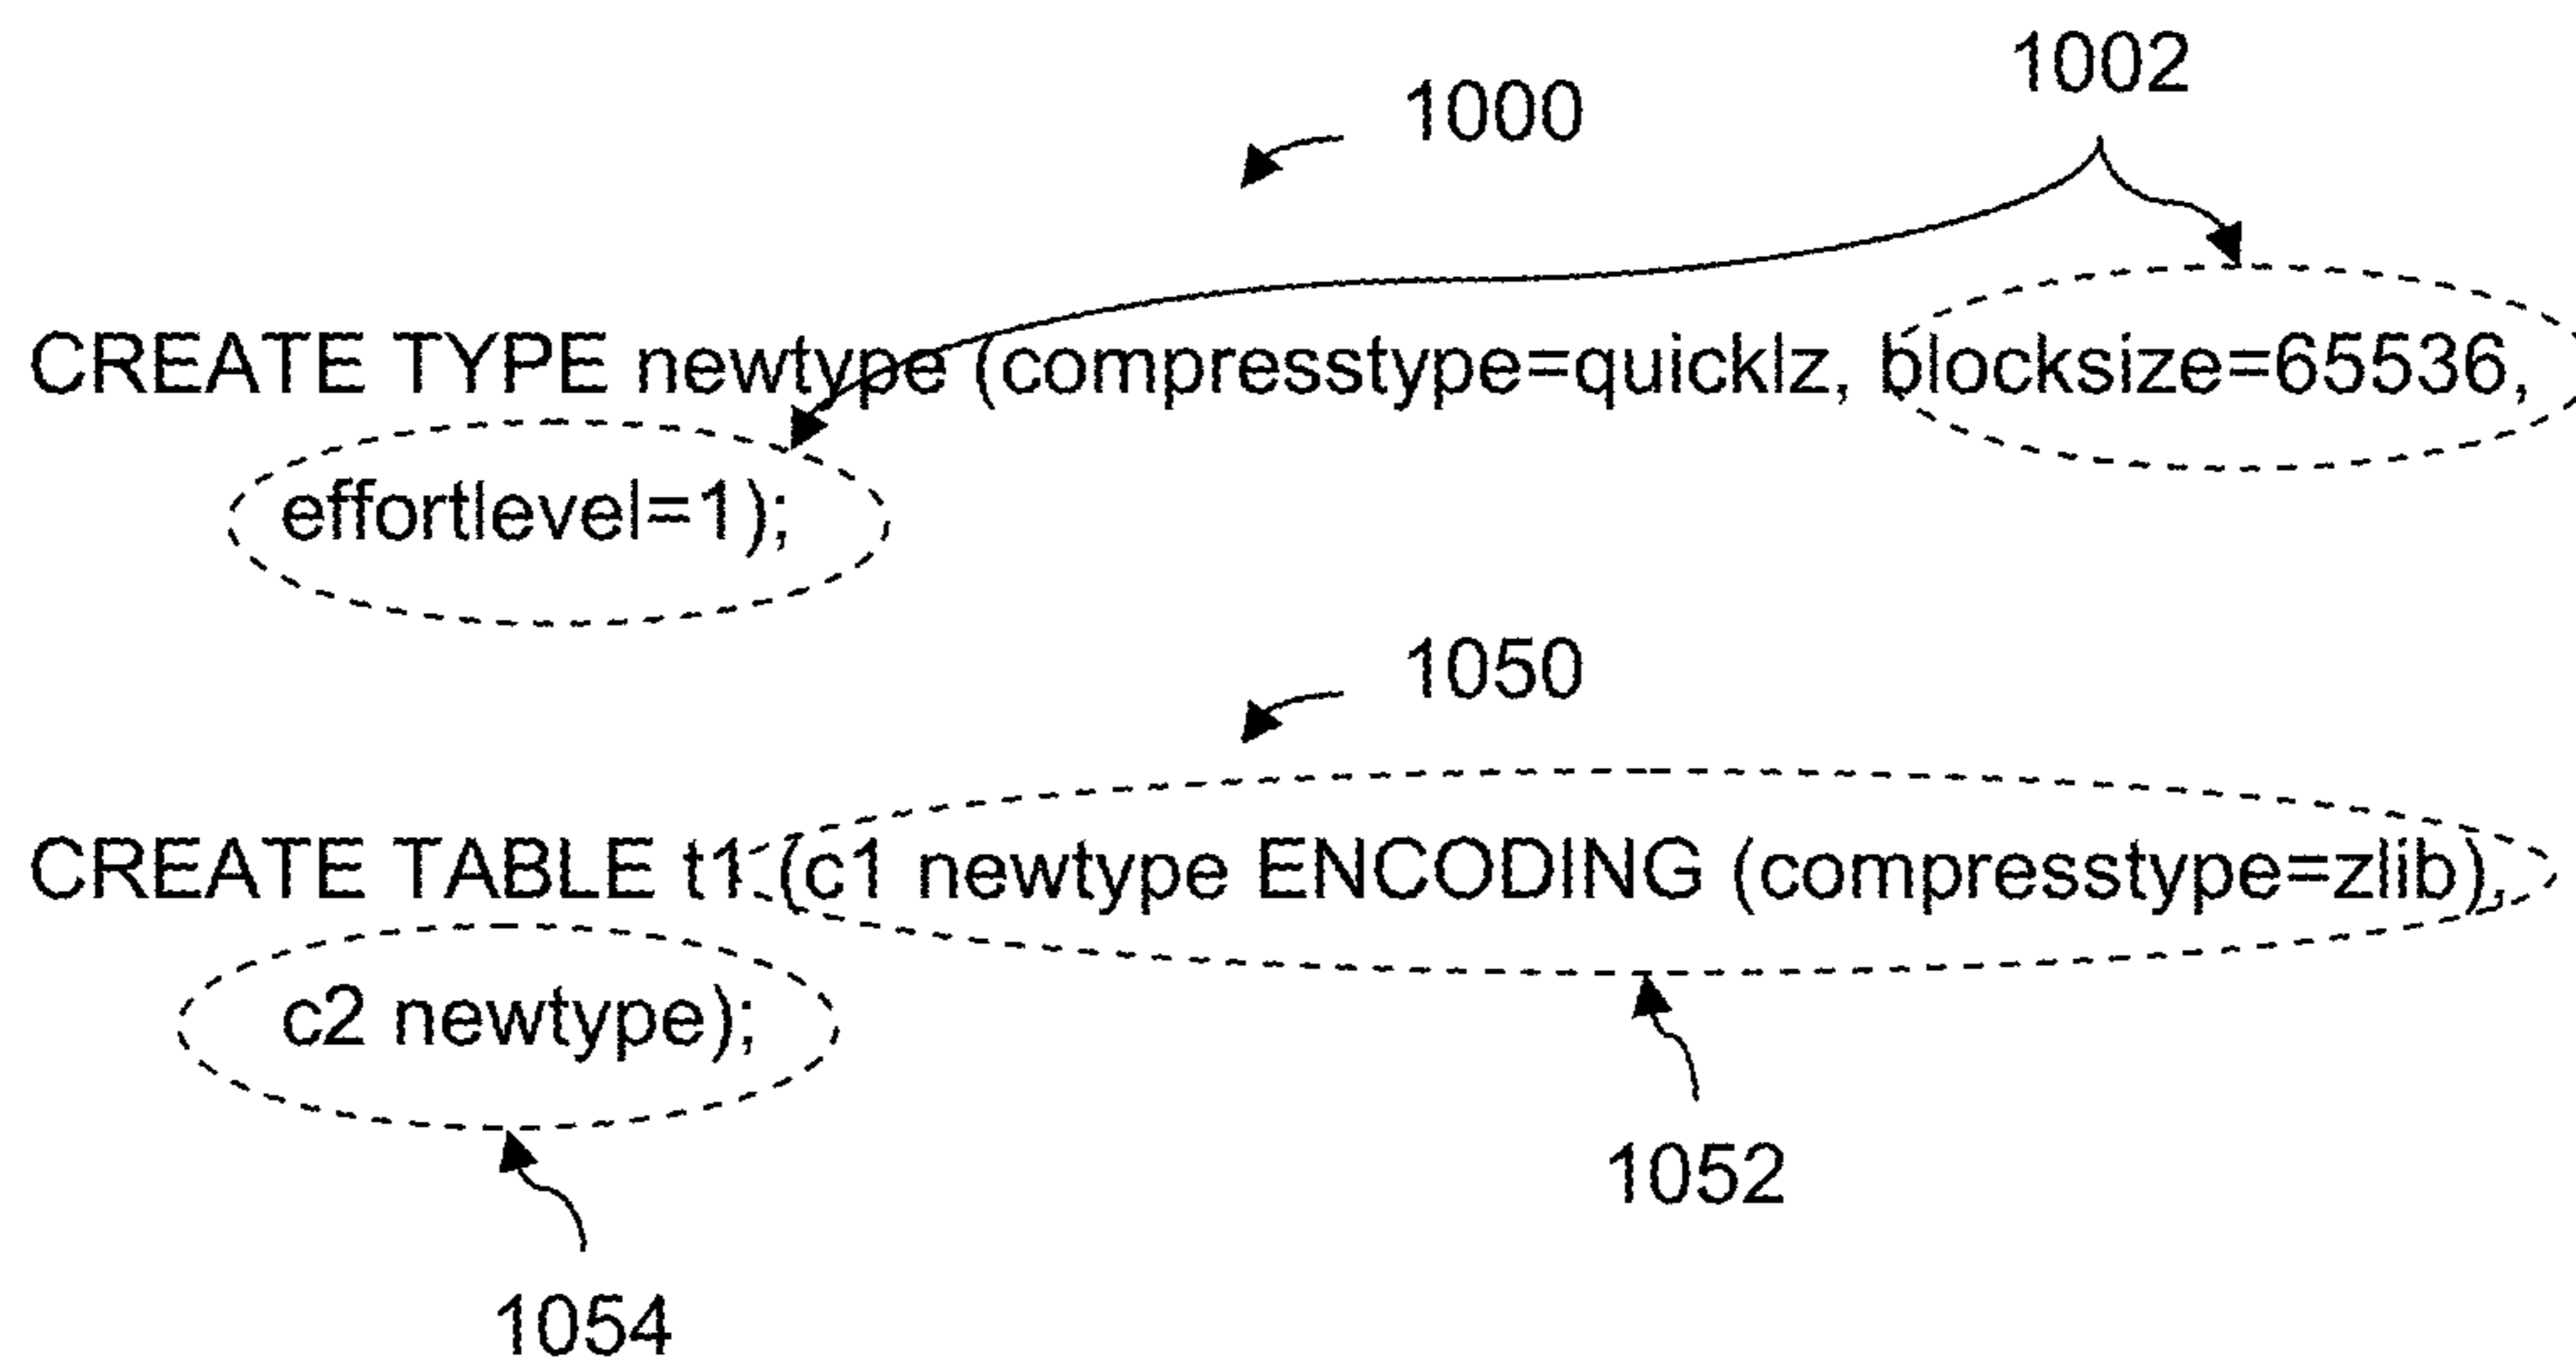 1002
1000
CREATE TYPE newtype (compresstype=quicklz, blocksize=65536,
effortlevel=1);
1050
CREATE TABLE t1 (c1 newtype ENCODING (compresstype=zlib),
c2 newtype);
1052
1054